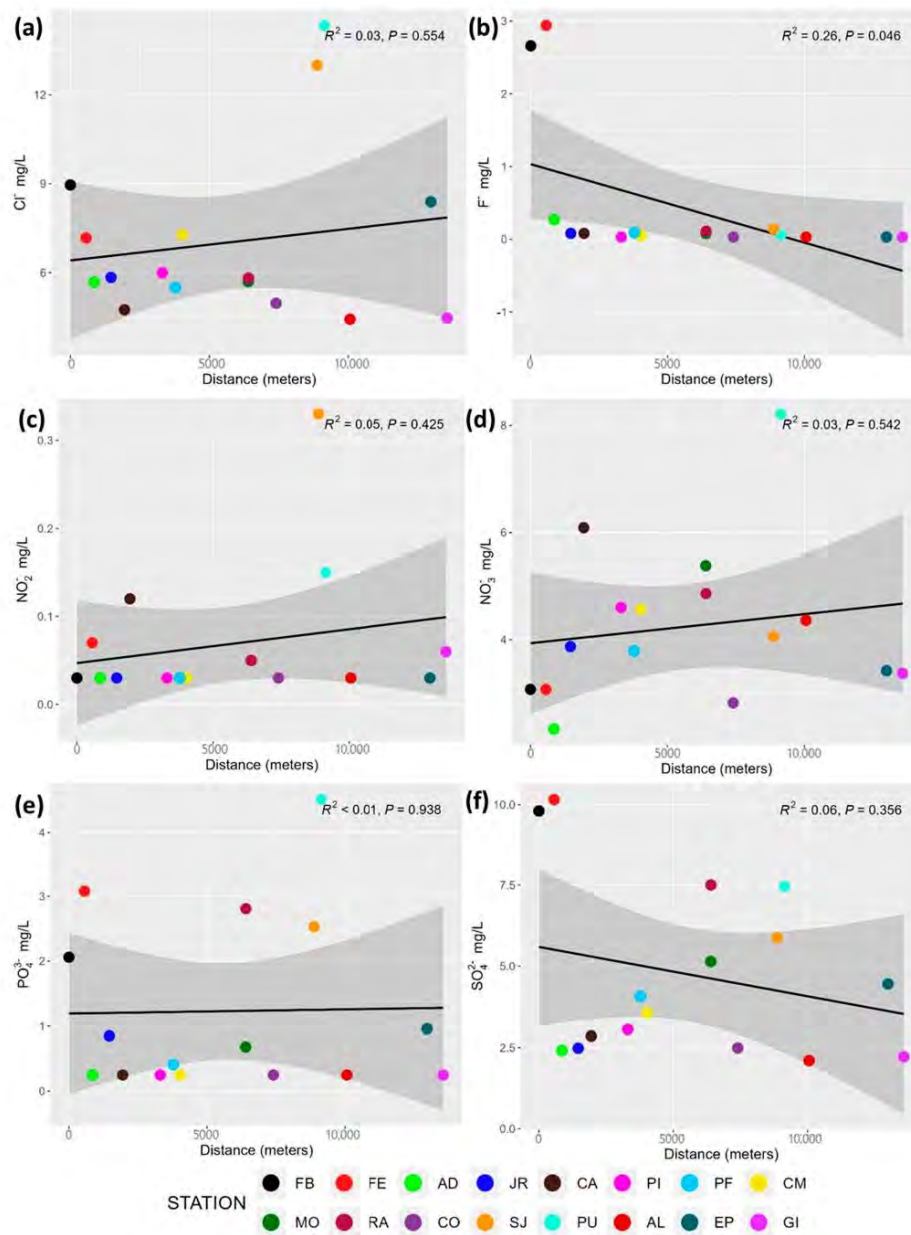 (a)
R² = 0.03, P = 0.554
12
9
6
Cl⁻ mg/L
0
5000
10,000
Distance (meters)
(b)
R² = 0.26, P = 0.046
3
2
1
0
-1
F⁻ mg/L
0
5000
10,000
Distance (meters)
(c)
R² = 0.05, P = 0.425
0.3
0.2
0.1
0.0
NO₂⁻ mg/L
0
5000
10,000
Distance (meters)
(d)
R² = 0.03, P = 0.542
8
6
4
NO₃⁻ mg/L
0
5000
10,000
Distance (meters)
(e)
R² < 0.01, P = 0.938
4
3
2
1
0
PO₄³⁻ mg/L
0
5000
10,000
Distance (meters)
(f)
R² = 0.06, P = 0.356
10.0
7.5
5.0
2.5
0.0
SO₄²⁻ mg/L
0
5000
10,000
Distance (meters)
STATION
FB FE AD JR CA PI PF CM
MO RA CO SJ PU AL EP GI